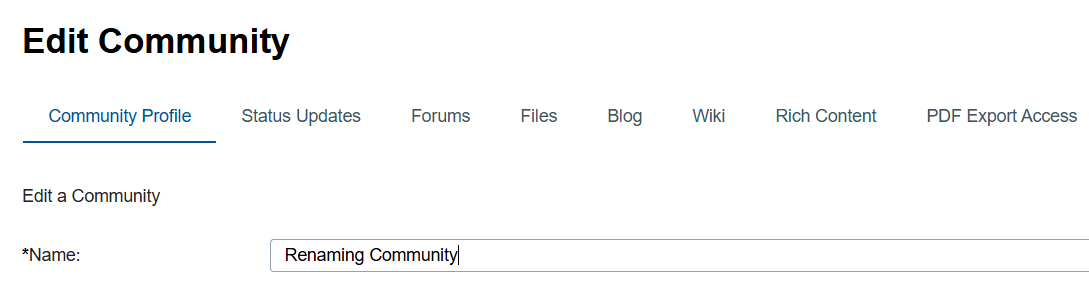 Edit Community
Community Profile Status Updates Forums Files Blog Wiki Rich Content PDF Export Access
Edit a Community
*Name: Renaming Community